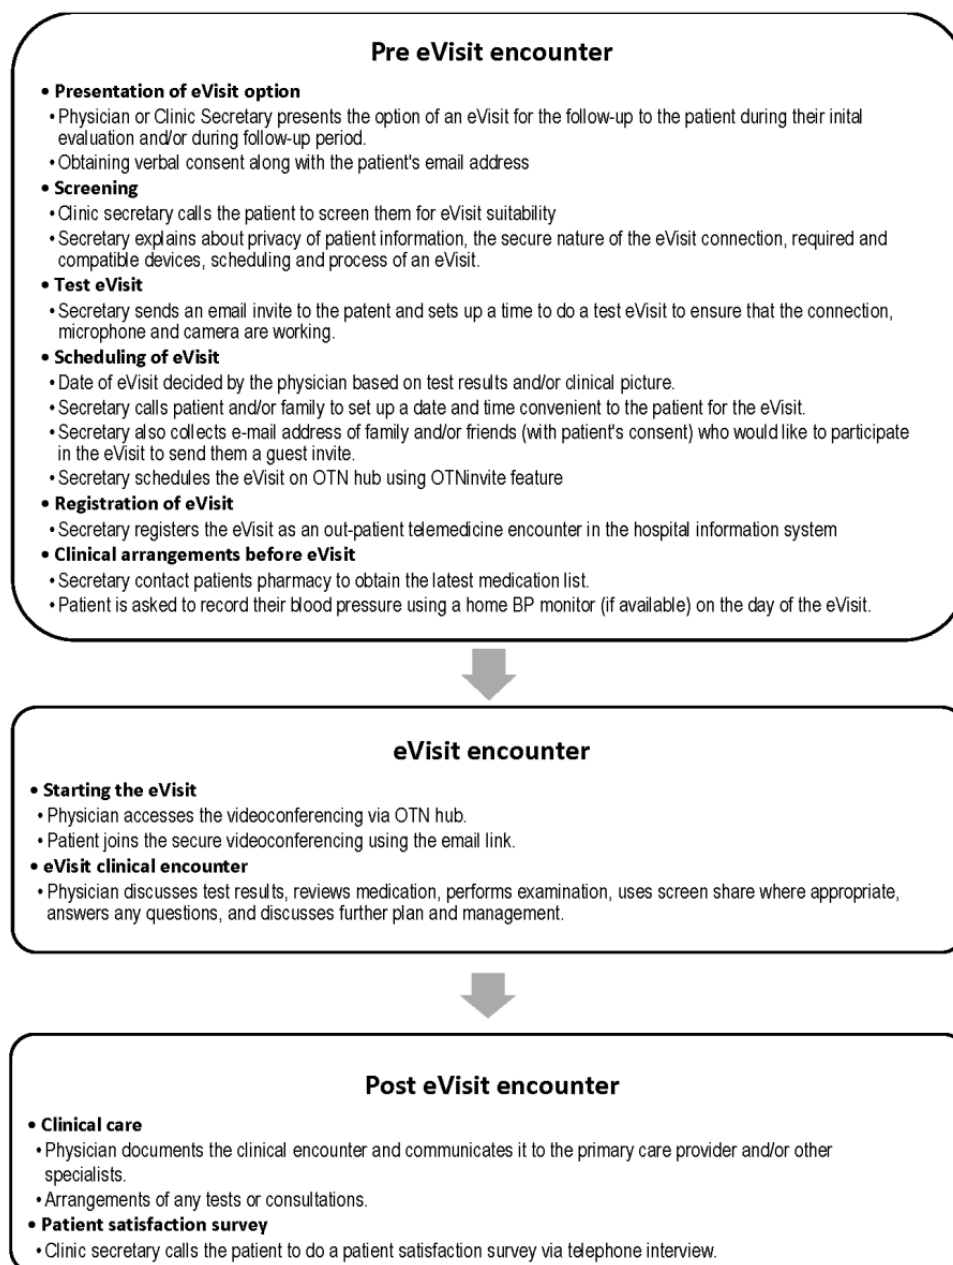 Pre eVisit encounter
• Presentation of eVisit option
• Physician or Clinic Secretary presents the option of an eVisit for the follow-up to the patient during their inital
evaluation and/or during follow-up period.
• Obtaining verbal consent along with the patient's email address
• Screening
• Clinic secretary calls the patient to screen them for eVisit suitability
• Secretary explains about privacy of patient information, the secure nature of the eVisit connection, required and
compatible devices, scheduling and process of an eVisit.
• Test eVisit
• Secretary sends an email invite to the patent and sets up a time to do a test eVisit to ensure that the connection,
microphone and camera are working.
• Scheduling of eVisit
• Date of eVisit decided by the physician based on test results and/or clinical picture.
• Secretary calls patient and/or family to set up a date and time convenient to the patient for the eVisit.
• Secretary also collects e-mail address of family and/or friends (with patient's consent) who would like to participate
in the eVisit to send them a guest invite.
• Secretary schedules the eVisit on OTN hub using OTNinvite feature
• Registration of eVisit
• Secretary registers the eVisit as an out-patient telemedicine encounter in the hospital information system
• Clinical arrangements before eVisit
• Secretary contact patients pharmacy to obtain the latest medication list.
• Patient is asked to record their blood pressure using a home BP monitor (if available) on the day of the eVisit.
eVisit encounter
• Starting the eVisit
• Physician accesses the videoconferencing via OTN hub.
• Patient joins the secure videoconferencing using the email link.
• eVisit clinical encounter
• Physician discusses test results, reviews medication, performs examination, uses screen share where appropriate,
answers any questions, and discusses further plan and management.
Post eVisit encounter
• Clinical care
• Physician documents the clinical encounter and communicates it to the primary care provider and/or other
specialists.
• Arrangements of any tests or consultations.
• Patient satisfaction survey
• Clinic secretary calls the patient to do a patient satisfaction survey via telephone interview.